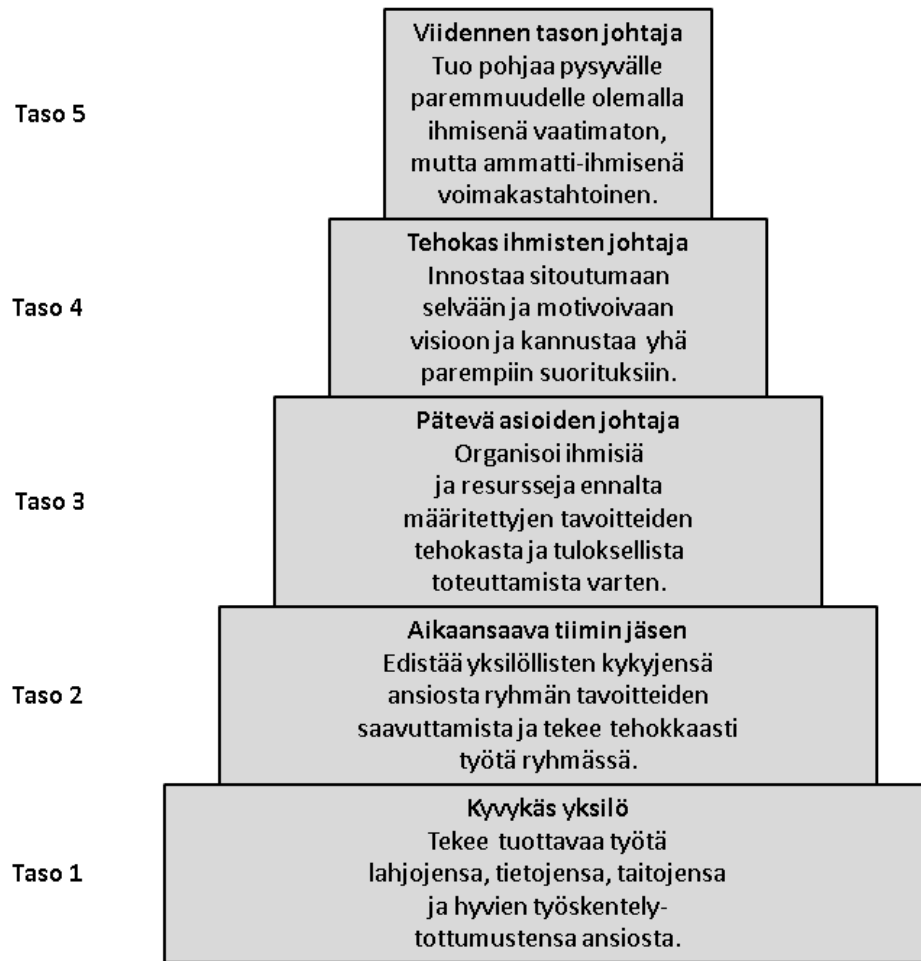 Viidennen tason johtaja
Taso 5
Tuo pohjaa pysyvälle
paremmuudelle olemalla
ihmisenä vaatimaton,
mutta ammatti-ihmisenä
voimakastahtoinen.
Tehokas ihmisten johtaja
Taso 4
Innostaa sitoutumaan
selvään ja motivoivaan
visioon ja kannustaa yhä
parempiin suorituksiin.
Pätevä asioiden johtaja
Taso 3
Organisoi ihmisiä
ja resursseja ennalta
määritettyjen tavoitteiden
tehokasta ja tuloksellista
toteuttamista varten.
Aikaansaava tiimin jäsen
Taso 2
Edistää yksilöllisten kykyjensä
ansiosta ryhmän tavoitteiden
saavuttamista ja tekee tehokkaasti
työtä ryhmässä.
Kyvykäs yksilö
Taso 1
Tekee tuottavaa työtä
lahjojensa, tietojensa, taitojensa
ja hyvien työskentely-
tottumustensa ansiosta.